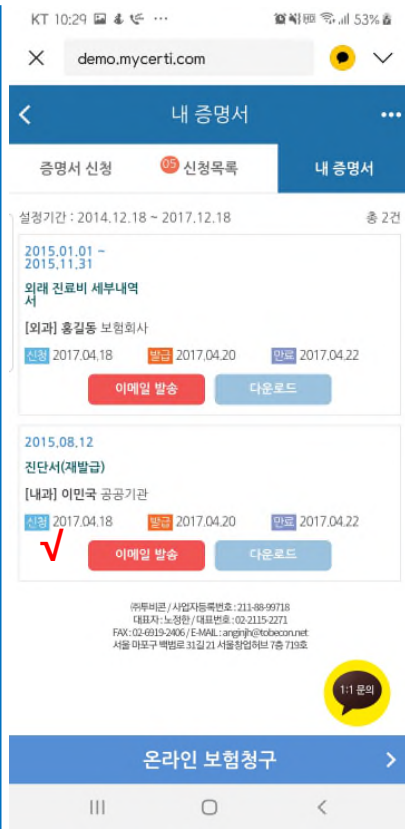 KT 10:29 53%
demo.mycerti.com
내 증명서
증명서 신청 05 신청목록 내 증명서
설정기간 : 2014.12.18 ~ 2017.12.18 총 2건
2015.01.01 ~
2015.11.31
외래 진료비 세부내역
서
[외과] 홍길동 보험회사
신청 2017.04.18 발급 2017.04.20 만료 2017.04.22
이메일 발송 다운로드
2015.08.12
진단서(재발급)
[내과] 이민국 공공기관
신청 2017.04.18 발급 2017.04.20 만료 2017.04.22
√ 이메일 발송 다운로드
㈜투비콘 / 사업자등록번호 : 211-88-99718
대표자 : 노정한 / 대표번호 : 02-2115-2271
FAX : 02-6919-2406 / E-MAIL : anginjh@tobecon.net
서울 마포구 백범로 31길 21 서울창업허브 7층 719호
1:1 문의
온라인 보험청구